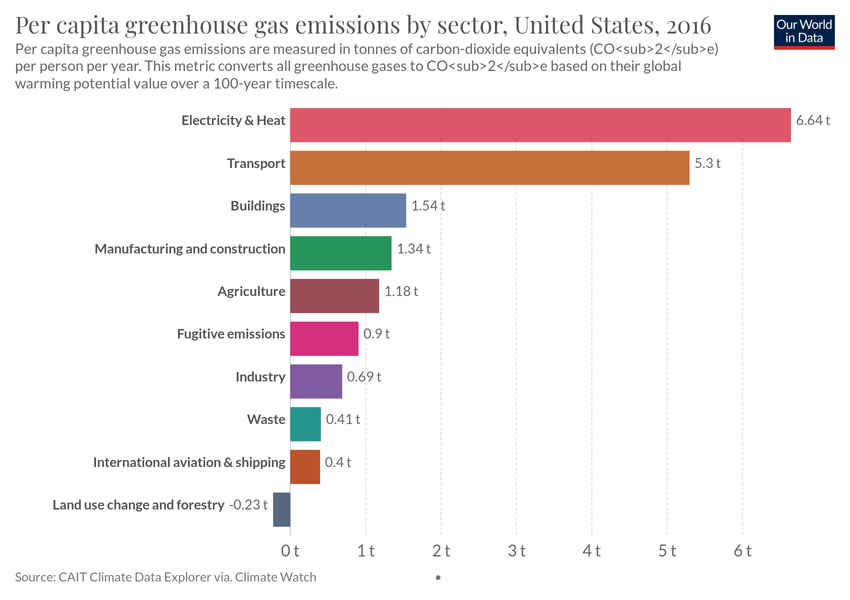 Per capita greenhouse gas emissions by sector, United States, 2016
Our World
in Data
Per capita greenhouse gas emissions are measured in tonnes of carbon-dioxide equivalents (CO<sub>2</sub>e)
per person per year. This metric converts all greenhouse gases to CO<sub>2</sub>e based on their global
warming potential value over a 100-year timescale.
Electricity & Heat 6.64 t
Transport 5.3 t
Buildings 1.54 t
Manufacturing and construction 1.34 t
Agriculture 1.18 t
Fugitive emissions 0.9 t
Industry 0.69 t
Waste 0.41 t
International aviation & shipping 0.4 t
Land use change and forestry -0.23 t
0 t 1 t 2 t 3 t 4 t 5 t 6 t
Source: CAIT Climate Data Explorer via. Climate Watch •